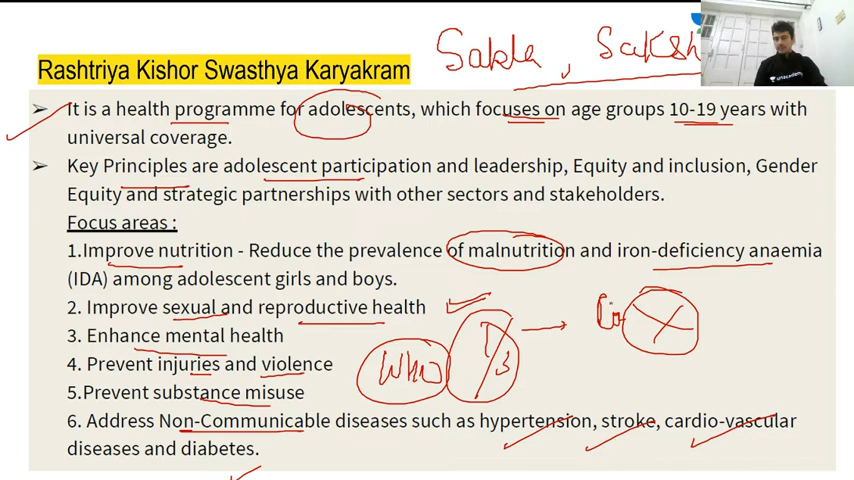 Sakla, Saksh
Rashtriya Kishor Swasthya Karyakram
unacademy
➢ It is a health programme for adolescents, which focuses on age groups 10-19 years with
universal coverage.
➢ Key Principles are adolescent participation and leadership, Equity and inclusion, Gender
Equity and strategic partnerships with other sectors and stakeholders.
Focus areas :
1.Improve nutrition - Reduce the prevalence of malnutrition and iron-deficiency anaemia
(IDA) among adolescent girls and boys.
2. Improve sexual and reproductive health
3. Enhance mental health
4. Prevent injuries and violence
WHO
1/3
5.Prevent substance misuse
6. Address Non-Communicable diseases such as hypertension, stroke, cardio-vascular
diseases and diabetes.